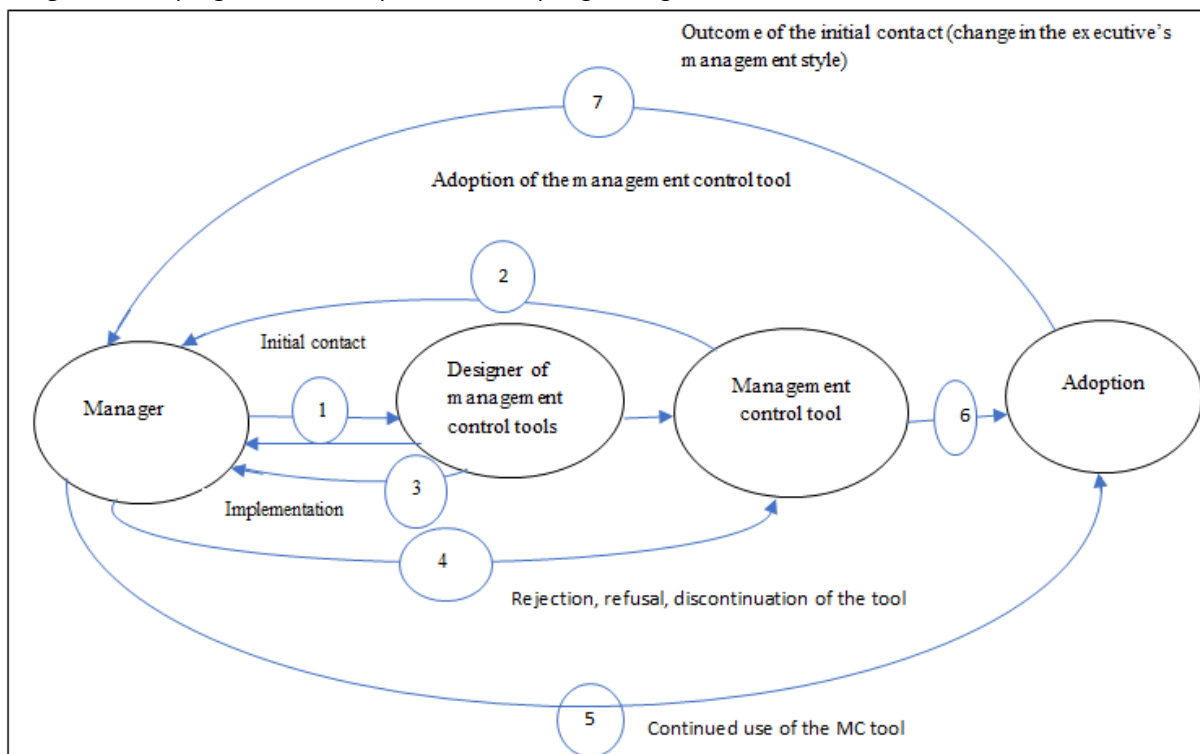 Outcome of the initial contact (change in the executive's
management style)
7
Adoption of the management control tool
2
Initial contact
Designer of
management
control tools
Management
control tool
Adoption
Manager
1
6
3
Implementation
4
Rejection, refusal, discontinuation of the tool
5
Continued use of the MC tool